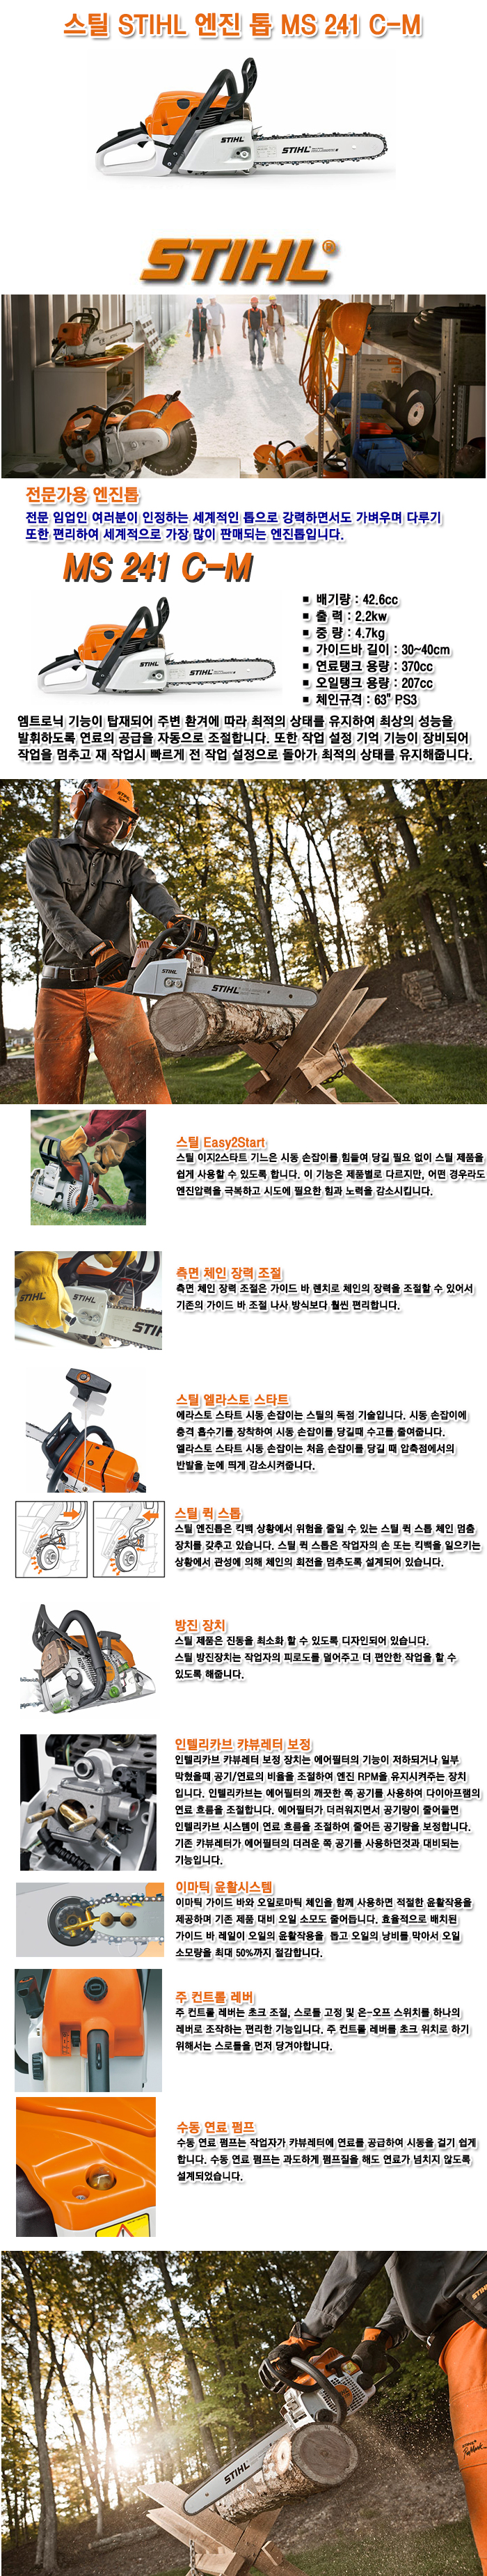 스틸 STIHL 엔진 톱 MS 241 C-M
STIHL
STIHL
STIHL®
전문가용 엔진톱
전문 임업인 여러분이 인정하는 세계적인 톱으로 강력하면서도 가벼우며 다루기
또한 편리하여 세계적으로 가장 많이 판매되는 엔진톱입니다.
MS 241 C-M
STIHL
STIHL
■ 배기량 : 42.6cc
■ 출 력 : 2.2kw
■ 중 량 : 4.7kg
■ 가이드바 길이 : 30~40cm
■ 연료탱크 용량 : 370cc
■ 오일탱크 용량 : 207cc
■ 체인규격 : 63" PS3
엠트로닉 기능이 탑재되어 주변 환겨에 따라 최적의 상태를 유지하여 최상의 성능을
발휘하도록 연료의 공급을 자동으로 조절합니다. 또한 작업 설정 기억 기능이 장비되어
작업을 멈추고 재 작업시 빠르게 전 작업 설정으로 돌아가 최적의 상태를 유지해줍니다.
STIHL
STIHL
STIHL
스틸 Easy2Start
스틸 이지2스타트 기느은 시동 손잡이를 힘들여 당길 필요 없이 스틸 제품을
쉽게 사용할 수 있도록 합니다. 이 기능은 제품별로 다르지만, 어떤 경우라도
엔진압력을 극복하고 시도에 필요한 힘과 노력을 감소시킵니다.
STIHL
STIHL
측면 체인 장력 조절
측면 체인 장력 조절은 가이드 바 렌치로 체인의 장력을 조절할 수 있어서
기존의 가이드 바 조절 나사 방식보다 훨씬 편리합니다.
스틸 엘라스토 스타트
에라스토 스타트 시동 손잡이는 스틸의 독점 기술입니다. 시동 손잡이에
충격 흡수기를 장착하여 손잡이를 당길때 수고를 줄여줍니다.
엘라스토 스타트 시동 손잡이는 처음 손잡이를 당길 때 압축점에서의
반발을 눈에 띄게 감소시켜줍니다.
스틸 퀵 스톱
스틸 엔진톱은 킥백 상황에서 위험을 줄일 수 있는 스틸 퀵 스톱 체인 멈춤
장치를 갖추고 있습니다. 스틸 퀵 스톱은 작업자의 손 또는 킥백을 일으키는
상황에서 관성에 의해 체인의 회전을 멈추도록 설계되어 있습니다.
방진 장치
스틸 제품은 진동을 최소화 할 수 있도록 디자인되어 있습니다.
스틸 방진장치는 작업자의 피로도를 덜어주고 더 편안한 작업을 할 수
있도록 해줍니다.
인텔리카브 캬뷰레터 보정
인텔리카브 캬뷰레터 보정 장치는 에어필터의 기능이 저하되거나 일부
막혔을때 공기/연료의 비율을 조절하여 엔진 RPM을 유지시켜주는 장치
입니다. 인텔리카브는 에어필터의 깨끗한 쪽 공기를 사용하여 다이아프램의
연료 흐름을 조절합니다. 에어필터가 더러워지면서 공기량이 줄어들면
인텔리카브 시스템이 연료 흐름을 조절하여 줄어든 공기량을 보정합니다.
기존 캬뷰레터가 에어필터의 더러운 쪽 공기를 사용하던것과 대비되는
기능입니다.
이마틱 윤활시스템
이마틱 가이드 바와 오일로마틱 체인을 함께 사용하면 적절한 윤활작용을
제공하며 기존 제품 대비 오일 소모도 줄어듭니다. 효율적으로 배치된
가이드 바 레일이 오일의 윤활작용을 돕고 오일의 낭비를 막아서 오일
소모량을 최대 50%까지 절감합니다.
주 컨트롤 레버
주 컨트롤 레버는 초크 조절, 스로틀 고정 및 온-오프 스위치를 하나의
레버로 조작하는 편리한 기능입니다. 주 컨트롤 레버를 초크 위치로 하기
위해서는 스로틀을 먼저 당겨야합니다.
수동 연료 펌프
수동 연료 펌프는 작업자가 캬뷰레터에 연료를 공급하여 시동을 걸기 쉽게
합니다. 수동 연료 펌프는 과도하게 펌프질을 해도 연료가 넘치지 않도록
설계되었습니다.
STIHL
STIHL